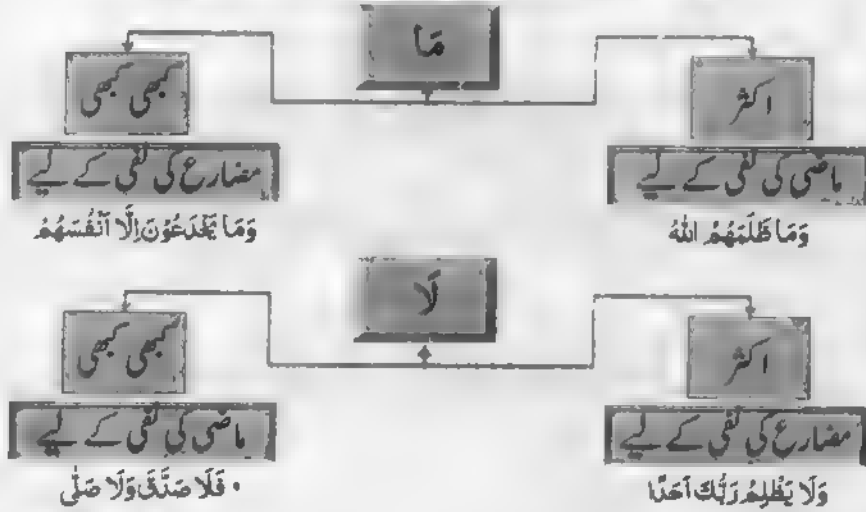 مَا
اکثر
کبھی کبھی
ماضی کی نفی کے لیے
مضارع کی نفی کے لیے
وَمَا ظَلَمَهُمُ اللهُ
وَمَا يَخْدَعُوْنَ اِلَّا اَنْفُسَهُمْ
لَا
اکثر
کبھی کبھی
مضارع کی نفی کے لیے
ماضی کی نفی کے لیے
وَلَا يَظْلِمُ رَبُّكَ اَحَدًا
فَلَا صَدَّقَ وَلَا صَلّٰى